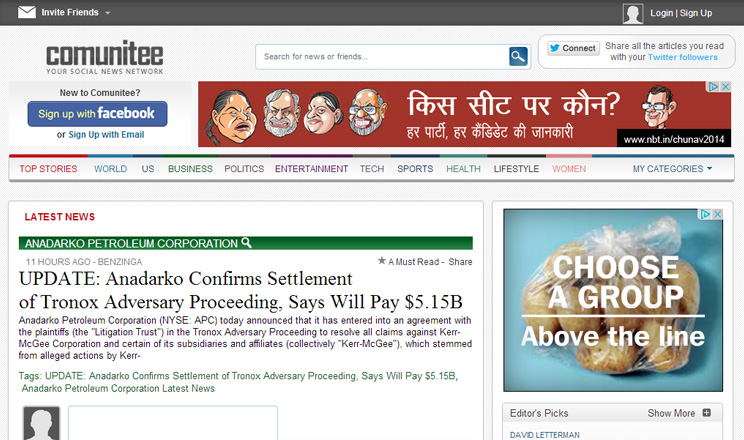 Invite Friends
Login | Sign Up
comunitee
YOUR SOCIAL NEWS NETWORK
Search for news or friends...
Connect
Share all the articles you read
with your Twitter followers
New to Comunitee?
Sign up with facebook
or Sign Up with Email
किस सीट पर कौन?
हर पार्टी, हर कैंडिडेट की जानकारी
www.nbt.in/chunav2014
TOP STORIES WORLD US BUSINESS POLITICS ENTERTAINMENT TECH SPORTS HEALTH LIFESTYLE WOMEN MY CATEGORIES
LATEST NEWS
ANADARKO PETROLEUM CORPORATION
11 HOURS AGO - BENZINGA
A Must Read - Share
UPDATE: Anadarko Confirms Settlement
of Tronox Adversary Proceeding, Says Will Pay $5.15B
Anadarko Petroleum Corporation (NYSE: APC) today announced that it has entered into an agreement with
the plaintiffs (the "Litigation Trust") in the Tronox Adversary Proceeding to resolve all claims against Kerr-
McGee Corporation and certain of its subsidiaries and affiliates (collectively "Kerr-McGee"), which stemmed
from alleged actions by Kerr-
Tags: UPDATE: Anadarko Confirms Settlement of Tronox Adversary Proceeding, Says Will Pay $5.15B,
Anadarko Petroleum Corporation Latest News
CHOOSE
A GROUP
Above the line
Editor's Picks
Show More
DAVID LETTERMAN